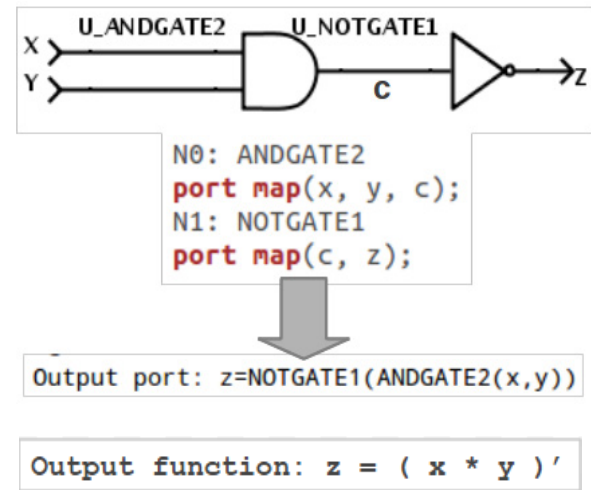 U_ANDGATE2 U_NOTGATE1
X
Y
C
Z
N0: ANDGATE2
port map(x, y, c);
N1: NOTGATE1
port map(c, z);
Output port: z=NOTGATE1(ANDGATE2(x,y))
Output function: z = ( x * y )′